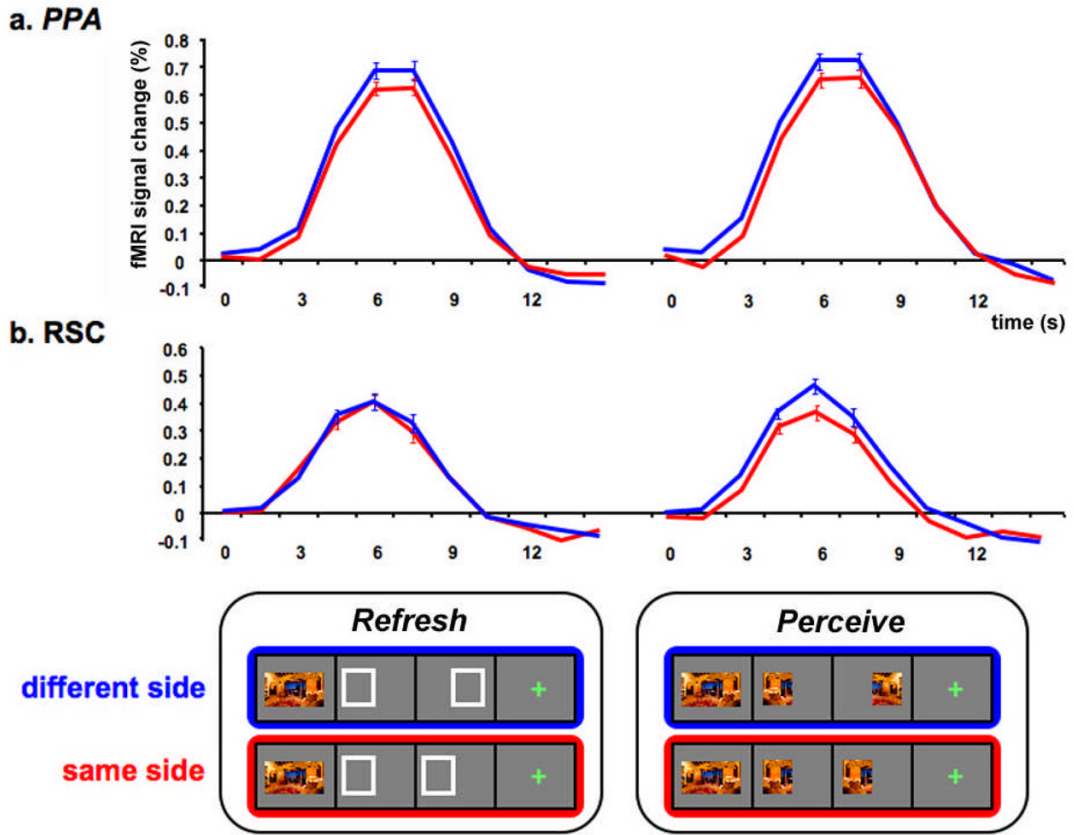 a. PPA
fMRI signal change (%)
0.8
0.7
0.6
0.5
0.4
0.3
0.2
0.1
0
-0.1
0 3 6 9 12 0 3 6 9 12
time (s)
b. RSC
0.6
0.5
0.4
0.3
0.2
0.1
0
-0.1
0 3 6 9 12 0 3 6 9 12
Refresh Perceive
different side
same side